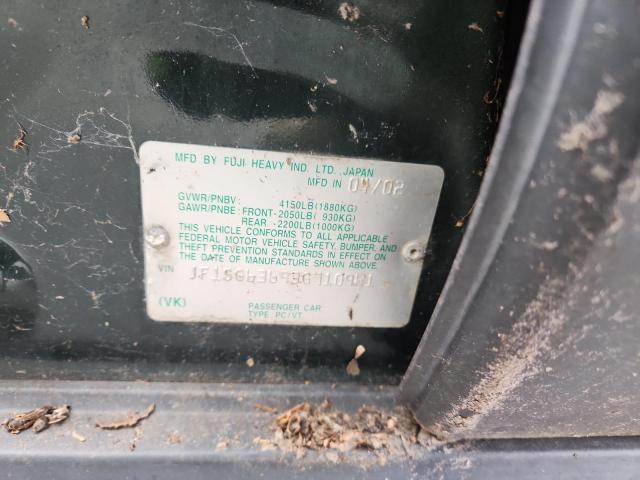 MFD BY FUJI HEAVY IND. LTD. JAPAN
MFD IN 04/02
GVWR/PNBV: 4150LB(1880KG)
GAWR/PNBE: FRONT-2050LB( 930KG)
REAR -2200LB(1000KG)
THIS VEHICLE CONFORMS TO ALL APPLICABLE
FEDERAL MOTOR VEHICLE SAFETY, BUMPER, AND
THEFT PREVENTION STANDARDS IN EFFECT ON
THE DATE OF MANUFACTURE SHOWN ABOVE.
VIN
(VK)
PASSENGER CAR
TYPE PC/VT